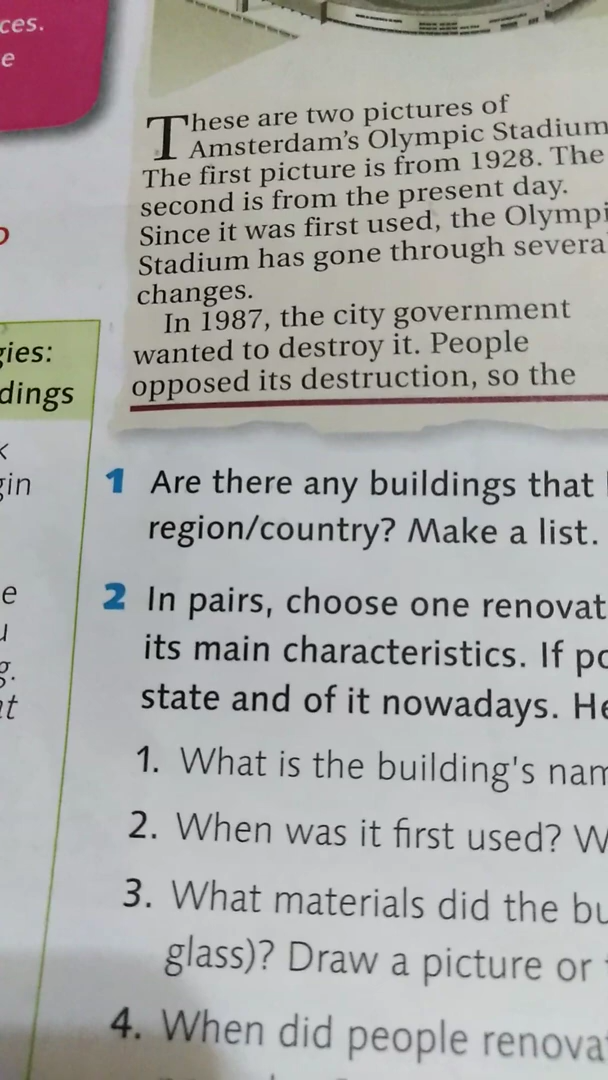 ces.
e
These are two pictures of
Amsterdam's Olympic Stadium
The first picture is from 1928. The
second is from the present day.
Since it was first used, the Olympi
Stadium has gone through severa
changes.
In 1987, the city government
wanted to destroy it. People
opposed its destruction, so the
gies:
dings
gin
e
g.
1 Are there any buildings that
region/country? Make a list.
2 In pairs, choose one renovat
its main characteristics. If po
state and of it nowadays. He
1. What is the building's nam
2. When was it first used? W
3. What materials did the bu
glass)? Draw a picture or
4. When did people renova